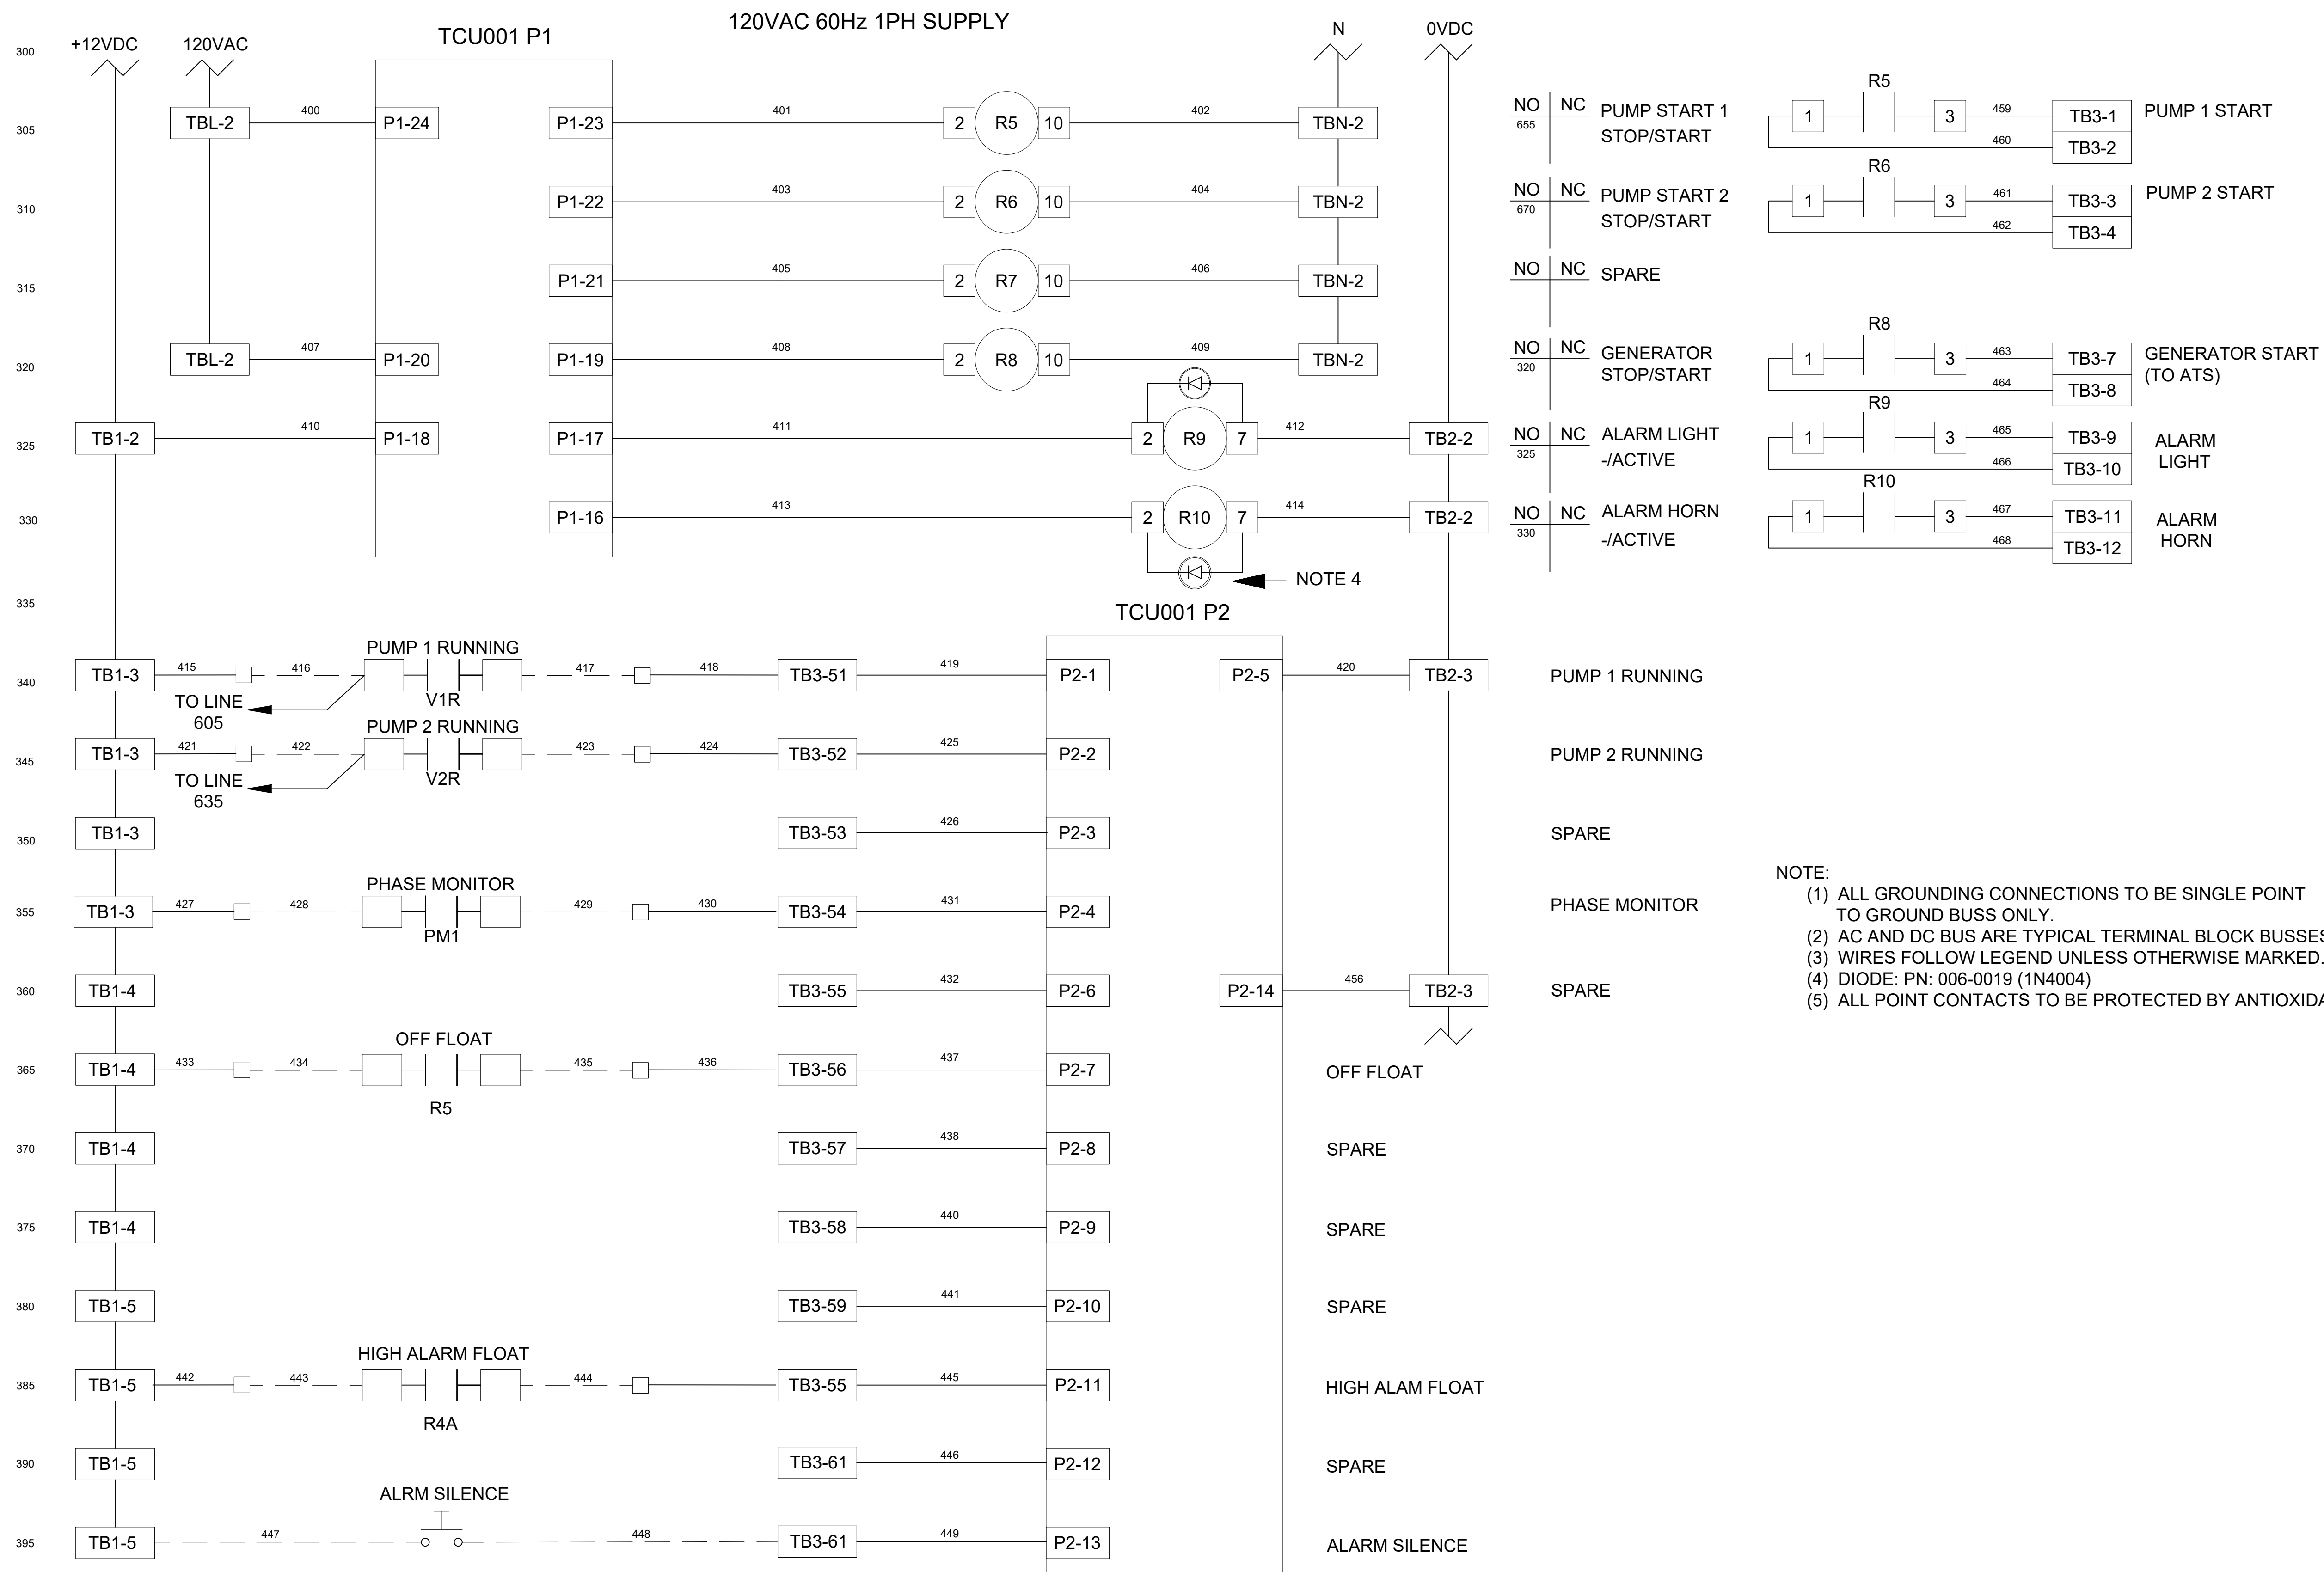 120VAC 60Hz 1PH SUPPLY
+12VDC
120VAC
TCU001 P1
N
0VDC
300
305
TBL-2
400
P1-24
P1-23
401
2
R5
10
402
TBN-2
NO
NC
655
PUMP START 1
STOP/START
R5
1
3
459
TB3-1
PUMP 1 START
460
TB3-2
310
P1-22
403
2
R6
10
404
TBN-2
NO
NC
670
PUMP START 2
STOP/START
R6
1
3
461
TB3-3
PUMP 2 START
462
TB3-4
315
P1-21
405
2
R7
10
406
TBN-2
NO
NC
SPARE
320
TBL-2
407
P1-20
P1-19
408
2
R8
10
409
TBN-2
NO
NC
320
GENERATOR
STOP/START
R8
1
3
463
TB3-7
GENERATOR START
(TO ATS)
464
TB3-8
325
TB1-2
410
P1-18
P1-17
411
2
R9
7
412
TB2-2
NO
NC
325
ALARM LIGHT
-/ACTIVE
R9
1
3
465
TB3-9
466
TB3-10
ALARM
LIGHT
330
P1-16
413
2
R10
7
414
TB2-2
NO
NC
330
ALARM HORN
-/ACTIVE
R10
1
3
467
TB3-11
468
TB3-12
ALARM
HORN
NOTE 4
335
TCU001 P2
340
TB1-3
415
416
PUMP 1 RUNNING
V1R
TO LINE
605
417
418
TB3-51
419
P2-1
P2-5
420
TB2-3
PUMP 1 RUNNING
345
TB1-3
421
422
PUMP 2 RUNNING
V2R
TO LINE
635
423
424
TB3-52
425
P2-2
PUMP 2 RUNNING
350
TB1-3
TB3-53
426
P2-3
SPARE
355
TB1-3
427
428
PHASE MONITOR
PM1
429
430
TB3-54
431
P2-4
PHASE MONITOR
360
TB1-4
TB3-55
432
P2-6
P2-14
456
TB2-3
SPARE
365
TB1-4
433
434
OFF FLOAT
R5
435
436
TB3-56
437
P2-7
OFF FLOAT
370
TB1-4
TB3-57
438
P2-8
SPARE
375
TB1-4
TB3-58
440
P2-9
SPARE
380
TB1-5
TB3-59
441
P2-10
SPARE
385
TB1-5
442
443
HIGH ALARM FLOAT
R4A
444
TB3-55
445
P2-11
HIGH ALAM FLOAT
390
TB1-5
TB3-61
446
P2-12
SPARE
395
TB1-5
447
ALRM SILENCE
448
TB3-61
449
P2-13
ALARM SILENCE
NOTE:
(1) ALL GROUNDING CONNECTIONS TO BE SINGLE POINT
TO GROUND BUSS ONLY.
(2) AC AND DC BUS ARE TYPICAL TERMINAL BLOCK BUSSES
(3) WIRES FOLLOW LEGEND UNLESS OTHERWISE MARKED.
(4) DIODE: PN: 006-0019 (1N4004)
(5) ALL POINT CONTACTS TO BE PROTECTED BY